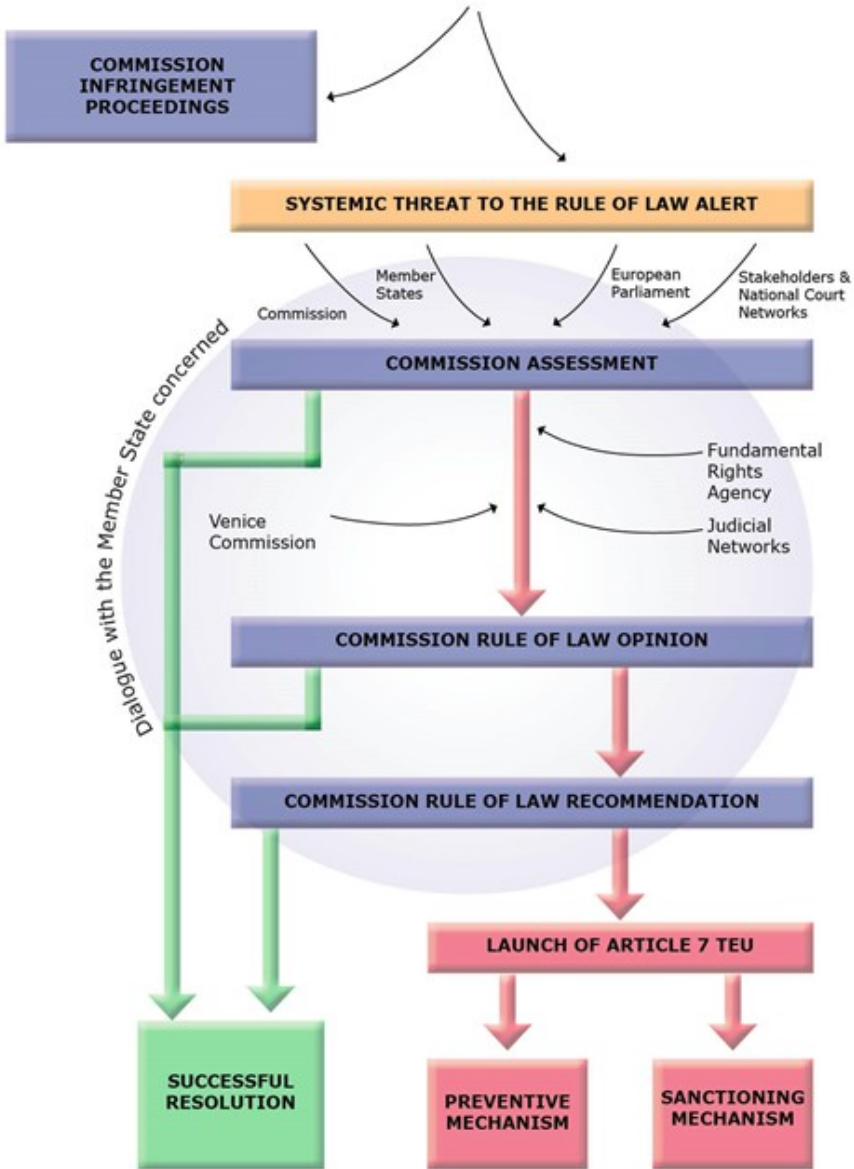 COMMISSION
INFRINGEMENT
PROCEEDINGS
SYSTEMIC THREAT TO THE RULE OF LAW ALERT
Commission
Member
States
European
Parliament
Stakeholders &
National Court
Networks
Dialogue with the Member State concerned
COMMISSION ASSESSMENT
Fundamental
Rights
Agency
Venice
Commission
Judicial
Networks
COMMISSION RULE OF LAW OPINION
COMMISSION RULE OF LAW RECOMMENDATION
LAUNCH OF ARTICLE 7 TEU
SUCCESSFUL
RESOLUTION
PREVENTIVE
MECHANISM
SANCTIONING
MECHANISM